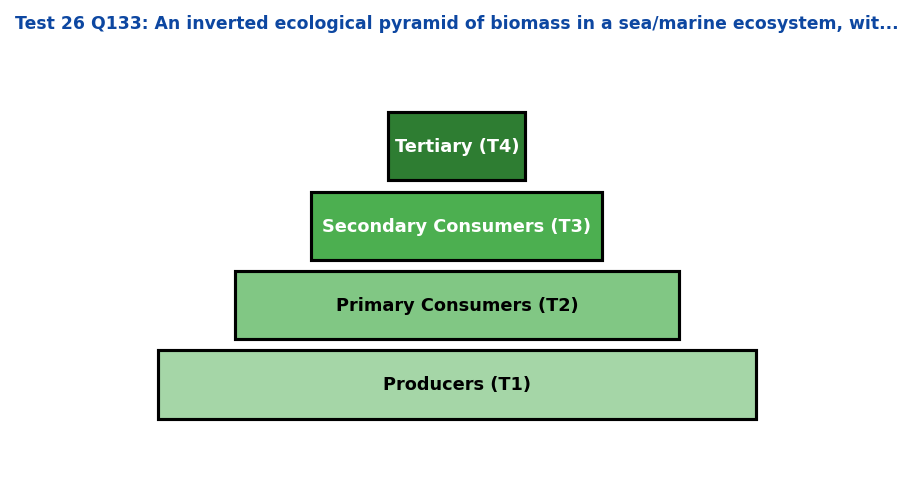 Test 26 Q133: An inverted ecological pyramid of biomass in a sea/marine ecosystem, wit...
Tertiary (T4)
Secondary Consumers (T3)
Primary Consumers (T2)
Producers (T1)